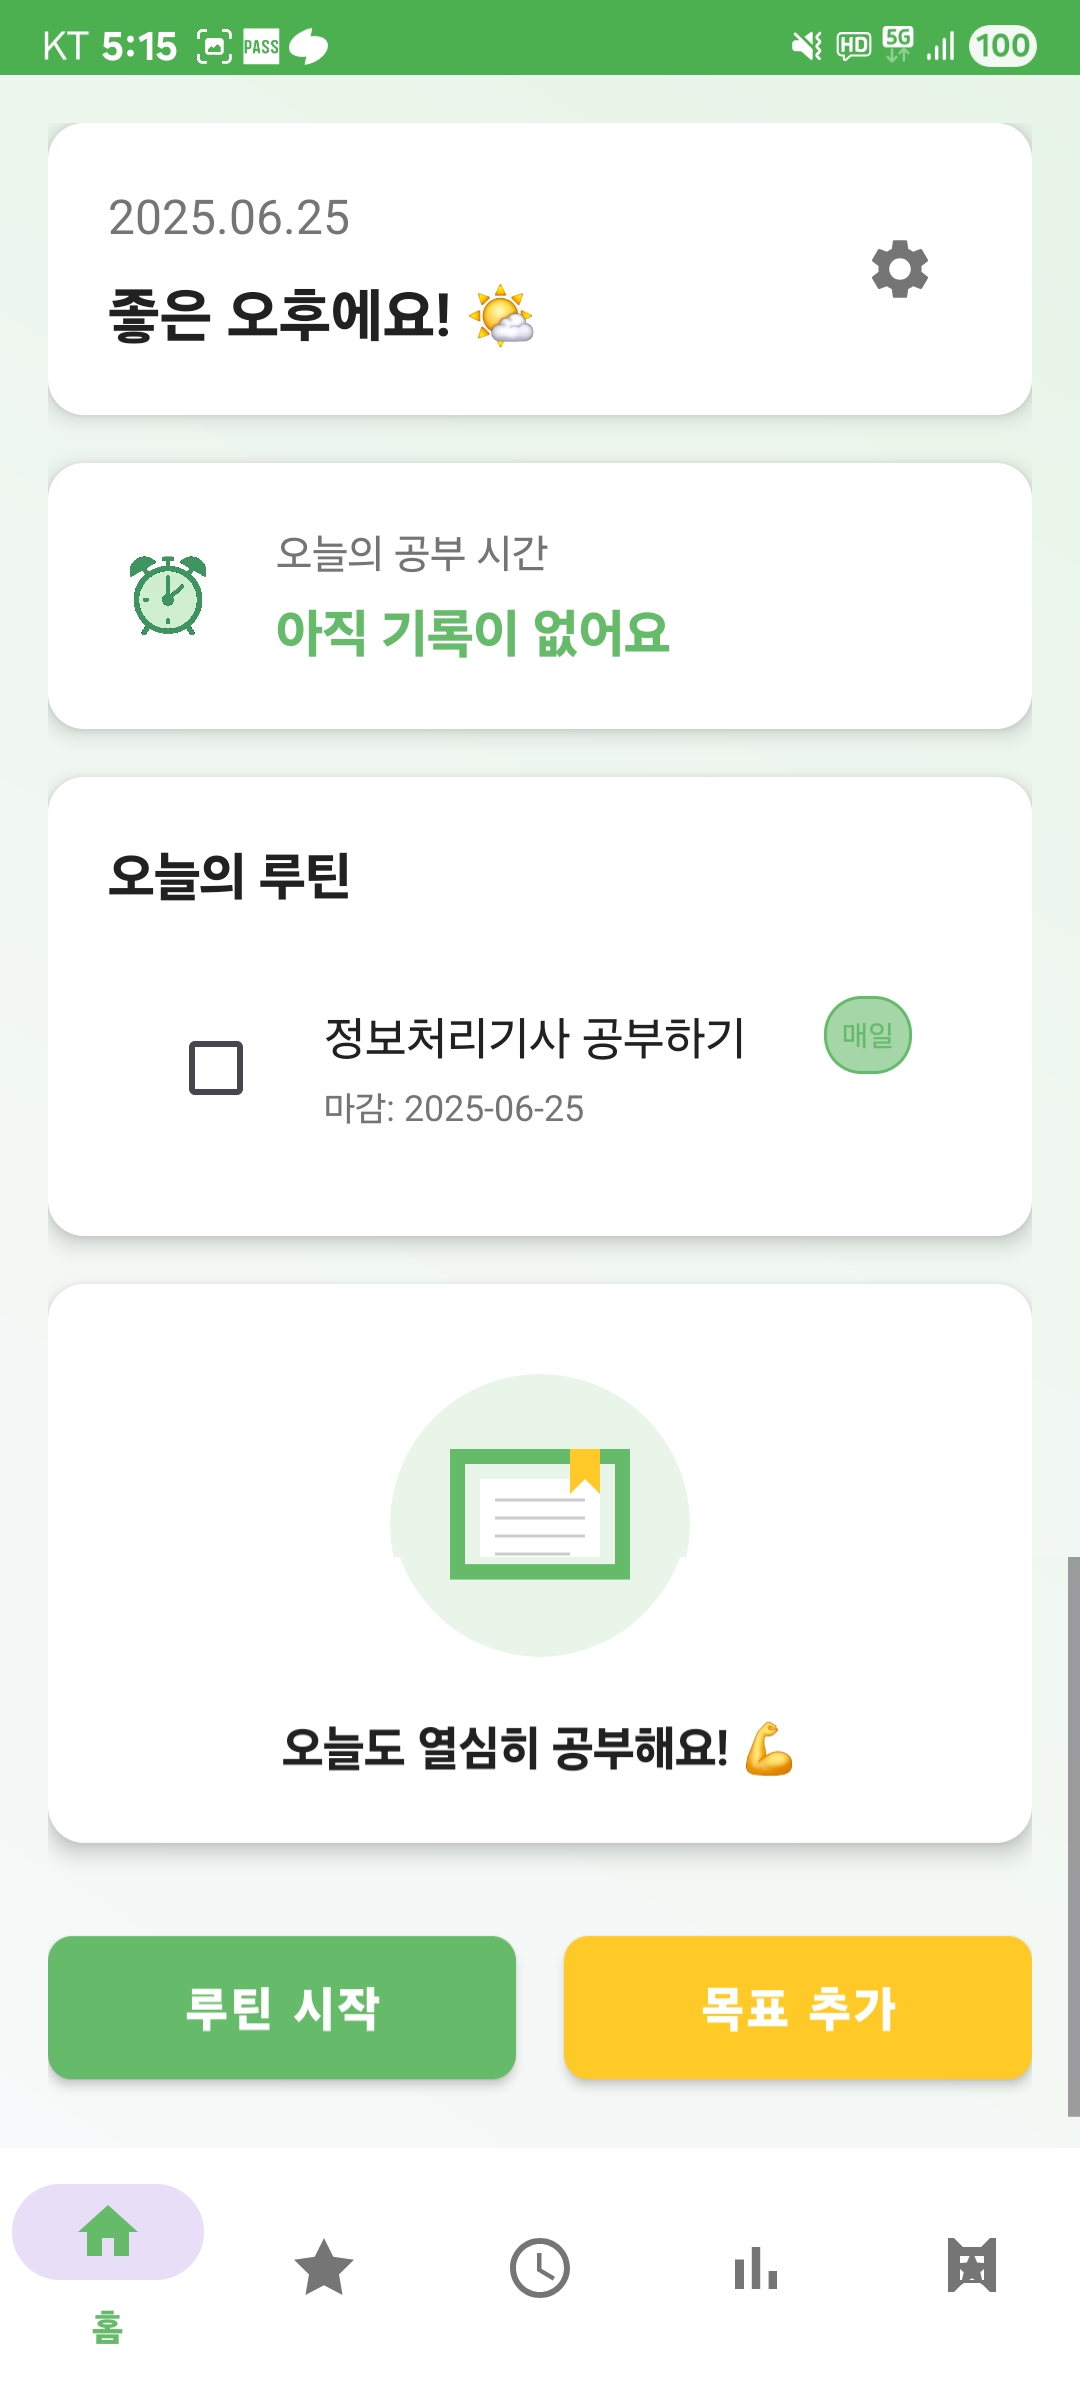 KT 5:15 PASS HD 5G 100
2025.06.25
좋은 오후에요! 🌤️
오늘의 공부 시간
아직 기록이 없어요
오늘의 루틴
정보처리기사 공부하기 매일
마감: 2025-06-25
오늘도 열심히 공부해요! 💪
루틴 시작 목표 추가
홈